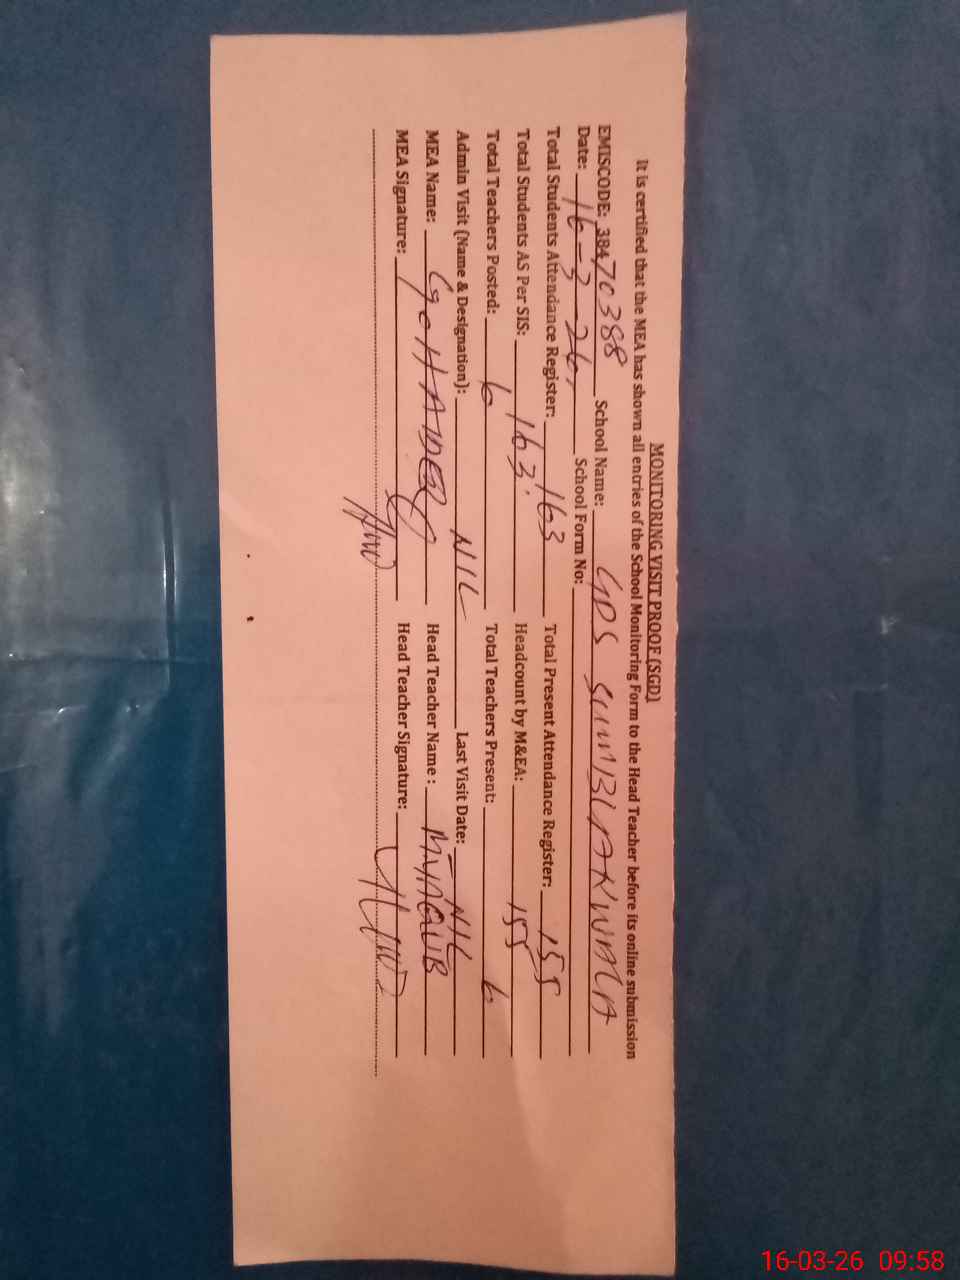 MONITORING VISIT PROOF (SGD)
It is certified that the MEA has shown all entries of the School Monitoring Form to the Head Teacher before its online submission
EMISCODE: 38470388 School Name: GPS SUMBLANWALA
Date: 16-3-26, School Form No:
Total Students Attendance Register: 163 Total Present Attendance Register: 155
Total Students AS Per SIS: 163. Headcount by M&EA: 155
Total Teachers Posted: 6 Total Teachers Present: 6
Admin Visit (Name & Designation): NIL Last Visit Date: NIL
MEA Name: Head Teacher Name :
MEA Signature: Head Teacher Signature:
16-03-26 09:58